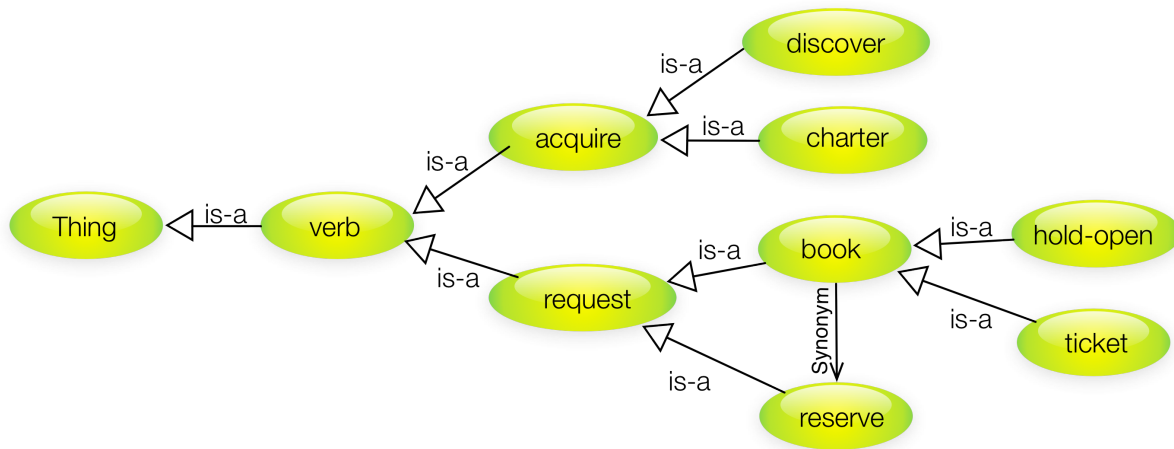 discover
is-a
acquire
is-a
charter
is-a
Thing
is-a
verb
is-a
request
is-a
book
is-a
hold-open
is-a
ticket
Synonym
is-a
reserve